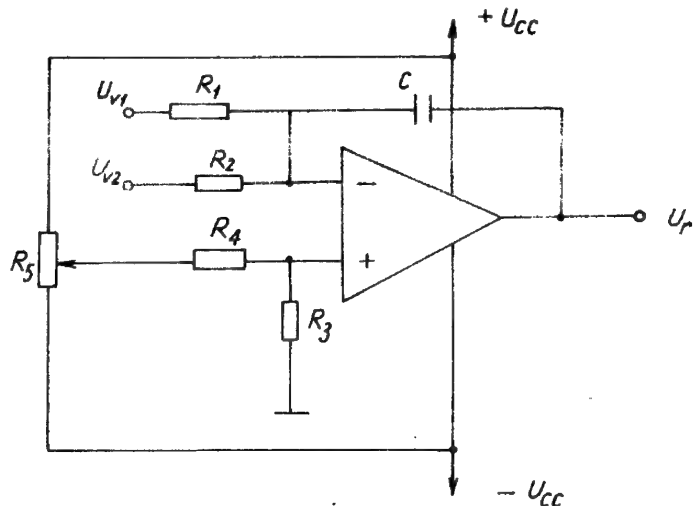 + U_CC
U_v1
R_1
C
U_v2
R_2
−
R_4
R_5
+
R_3
U_r
− U_CC